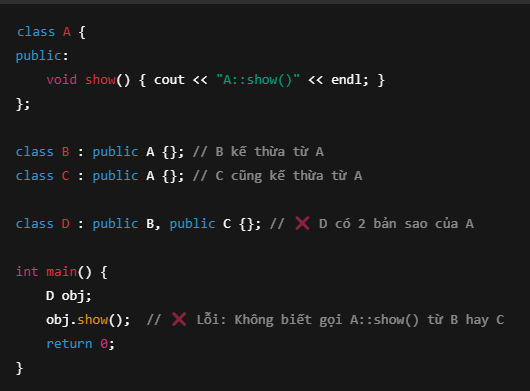 class A {
public:
    void show() { cout << "A::show()" << endl; }
};
class B : public A {}; // B kế thừa từ A
class C : public A {}; // C cũng kế thừa từ A
class D : public B, public C {}; // ❌ D có 2 bản sao của A
int main() {
    D obj;
    obj.show();  // ❌ Lỗi: Không biết gọi A::show() từ B hay C
    return 0;
}